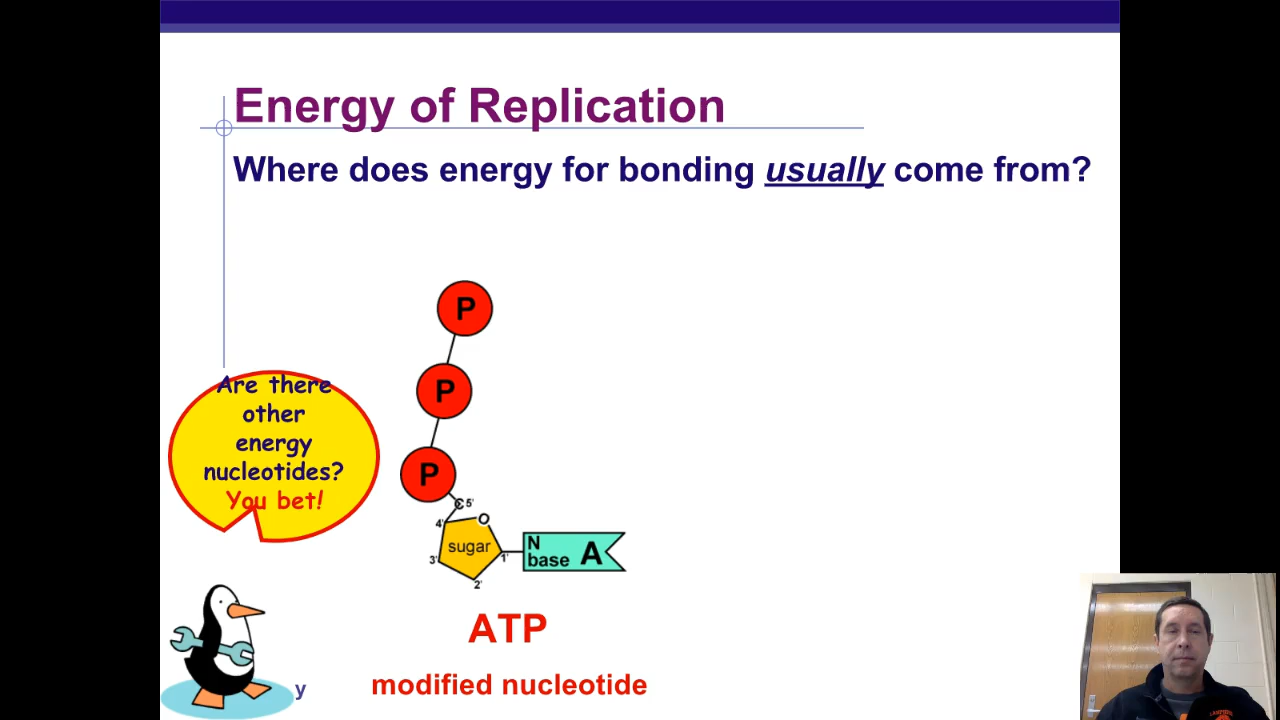 Energy of Replication
Where does energy for bonding usually come from?
P
P
P
Are there
other
energy
nucleotides?
You bet!
C 5'
4' O
sugar
3' 1'
2'
N
base A
ATP
modified nucleotide
y